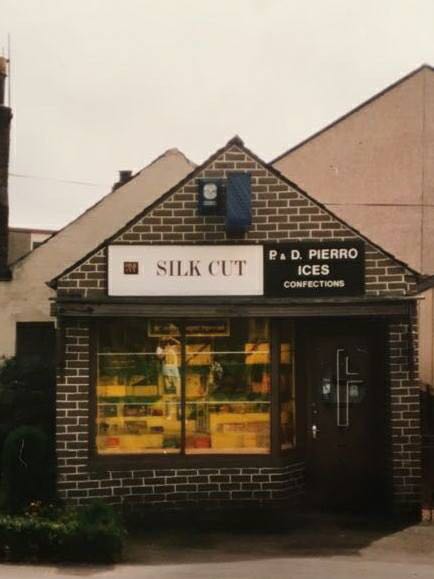 SILK CUT
P. & D. PIERRO
ICES
CONFECTIONS